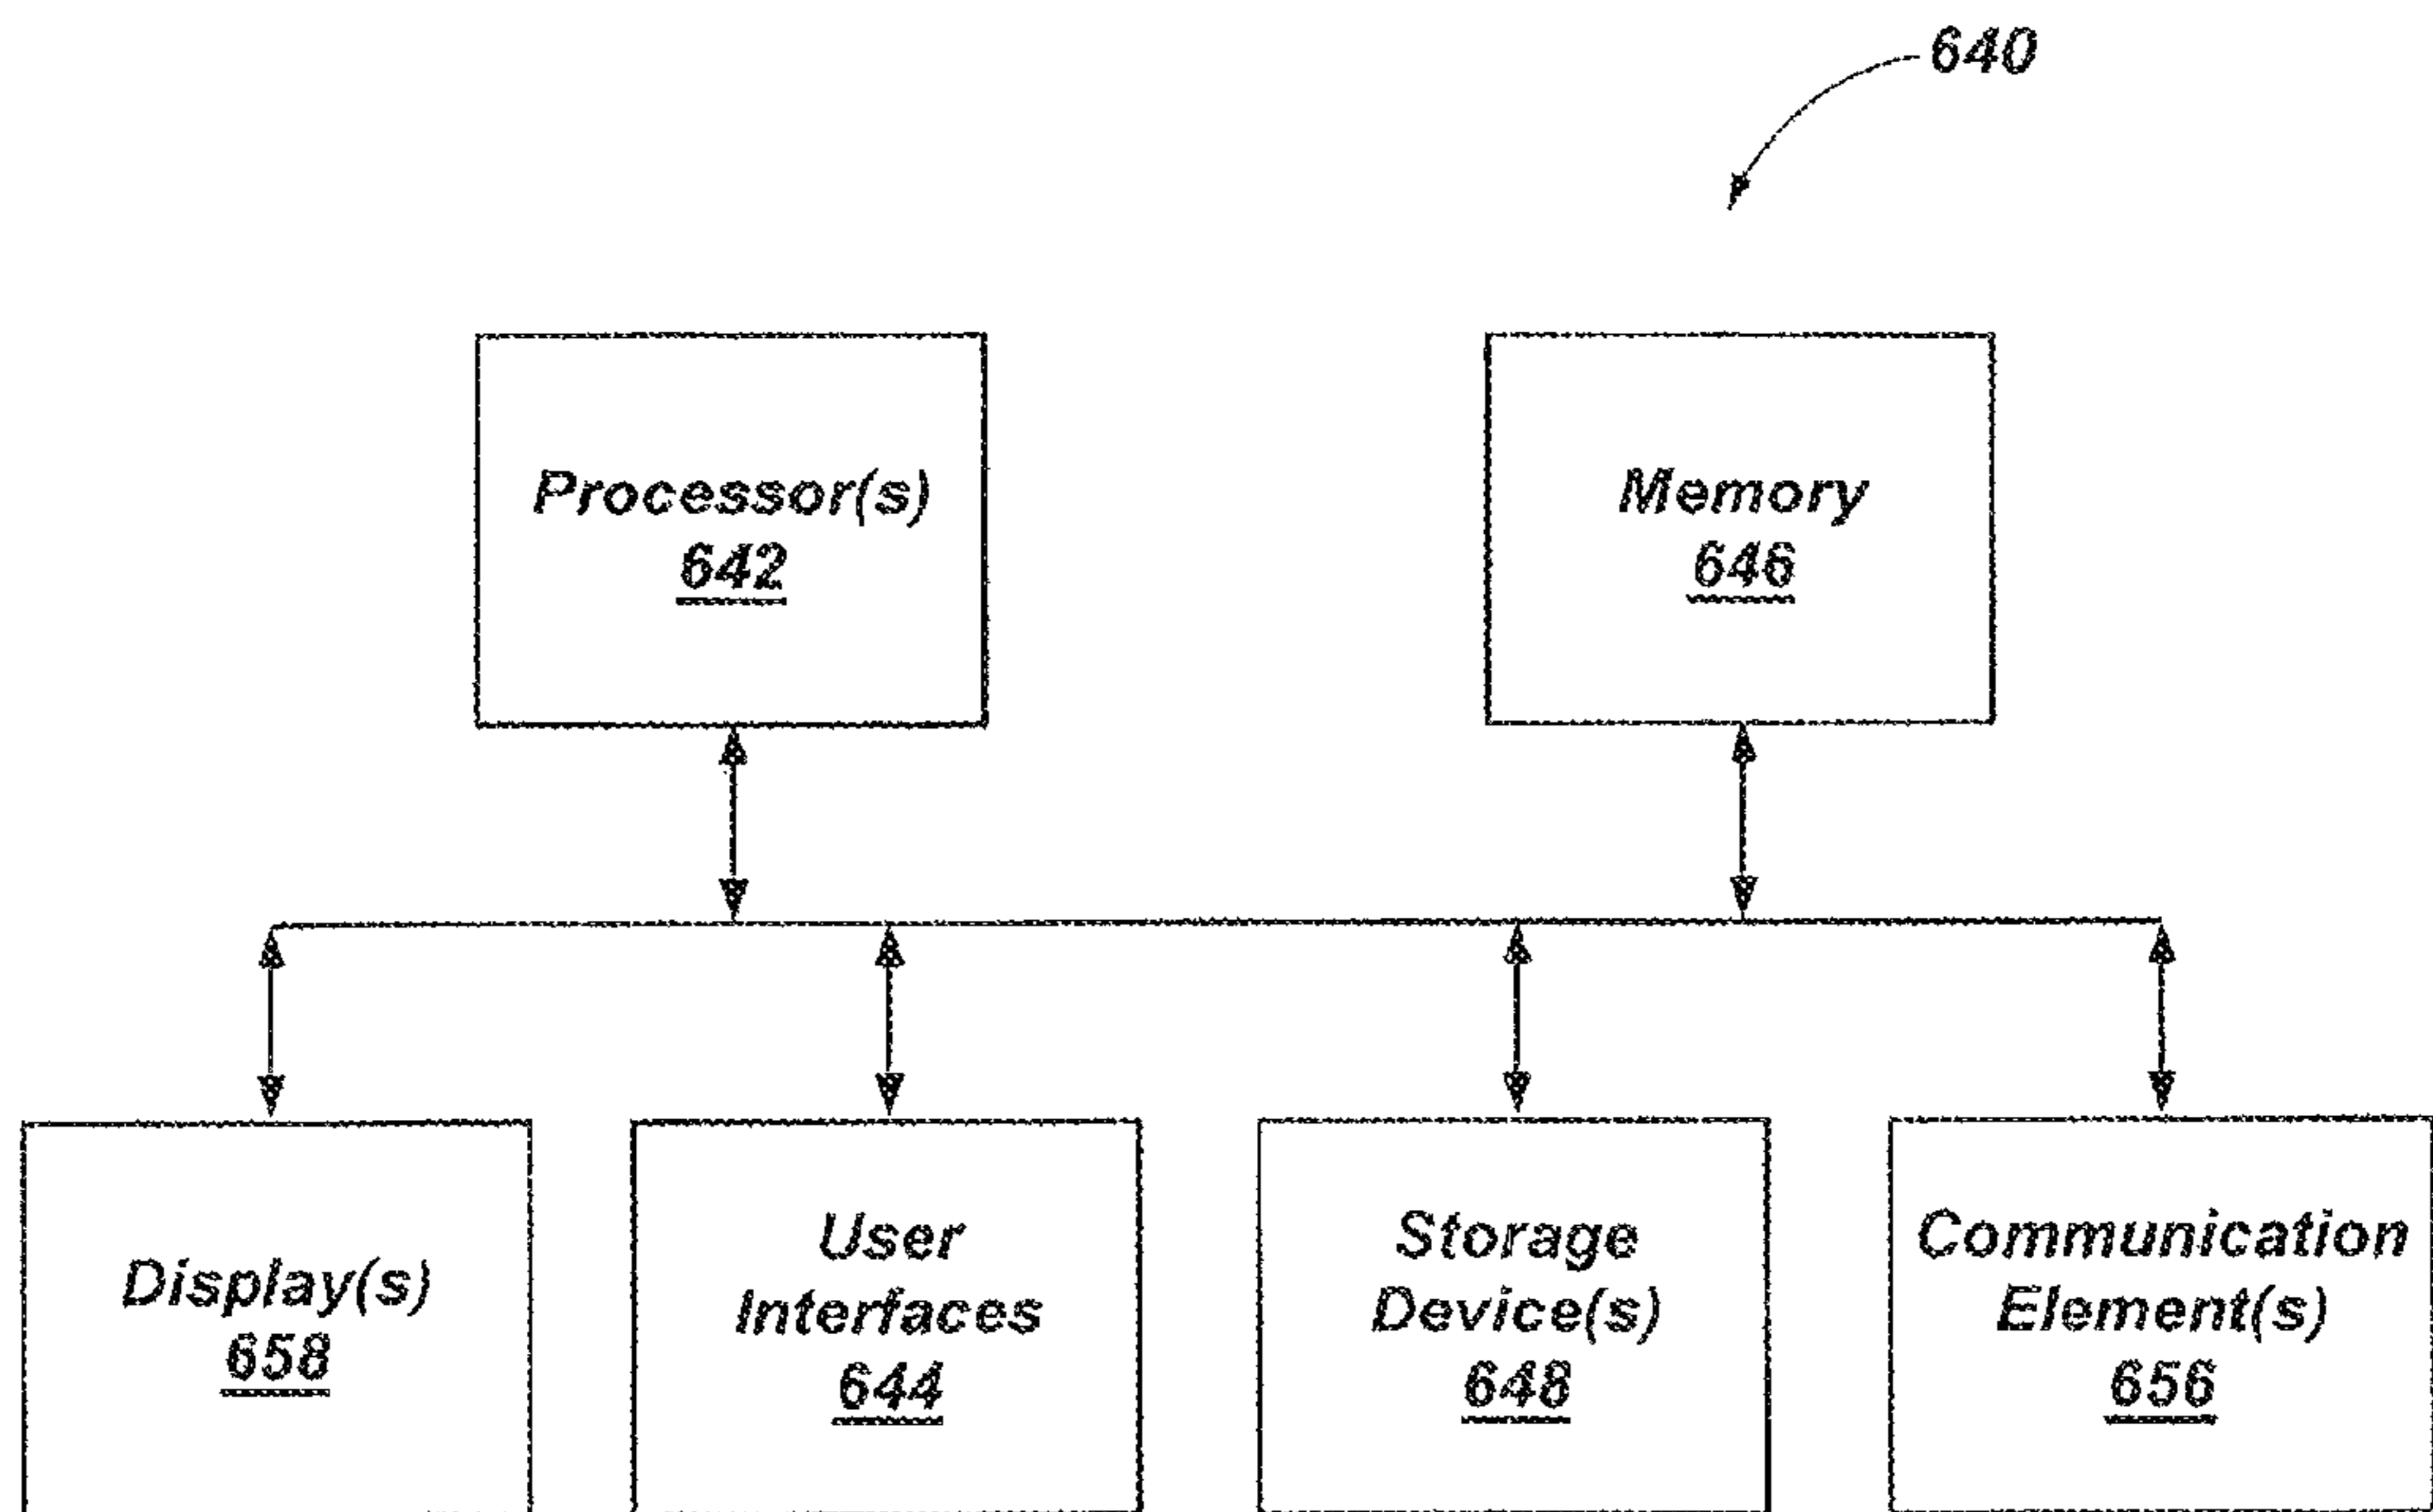 640
Processor(s)
642
Memory
646
Display(s)
658
User
Interfaces
644
Storage
Device(s)
648
Communication
Element(s)
656